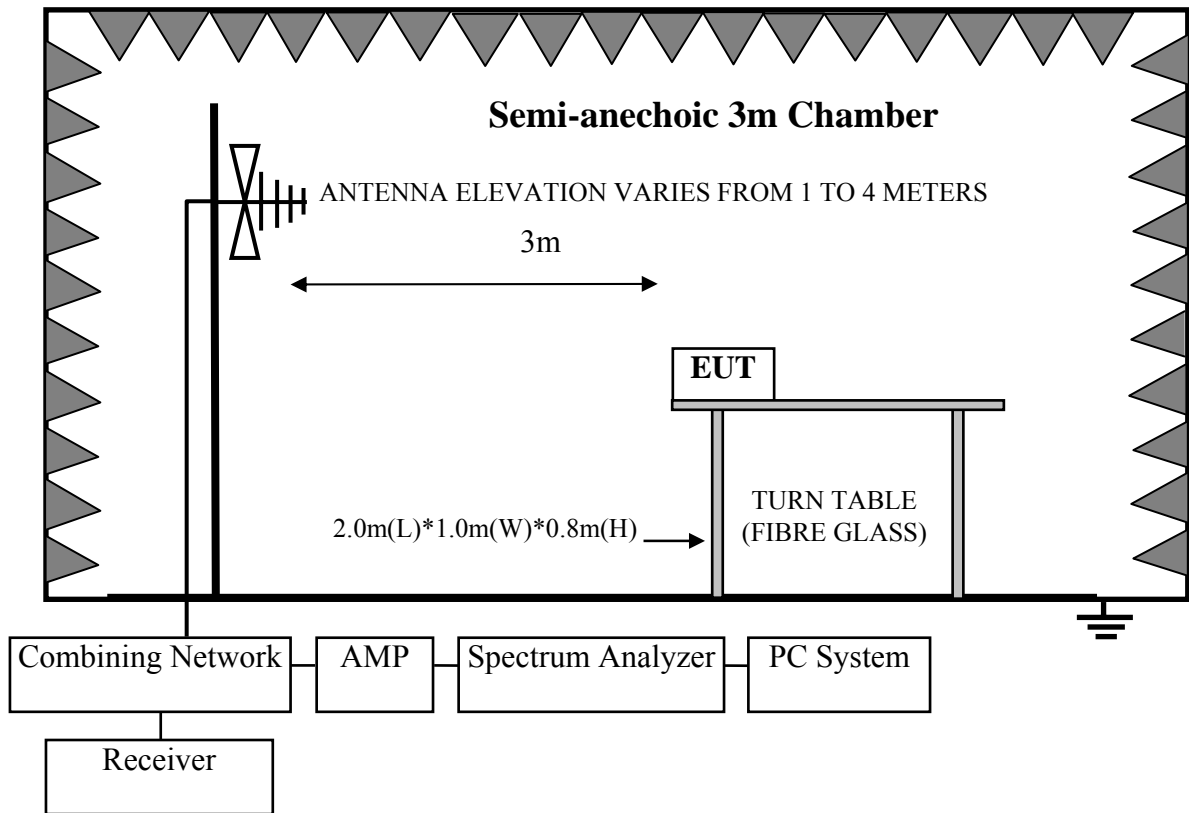 Semi-anechoic 3m Chamber
ANTENNA ELEVATION VARIES FROM 1 TO 4 METERS
3m
EUT
TURN TABLE
(FIBRE GLASS)
2.0m(L)*1.0m(W)*0.8m(H)
Combining Network
AMP
Spectrum Analyzer
PC System
Receiver